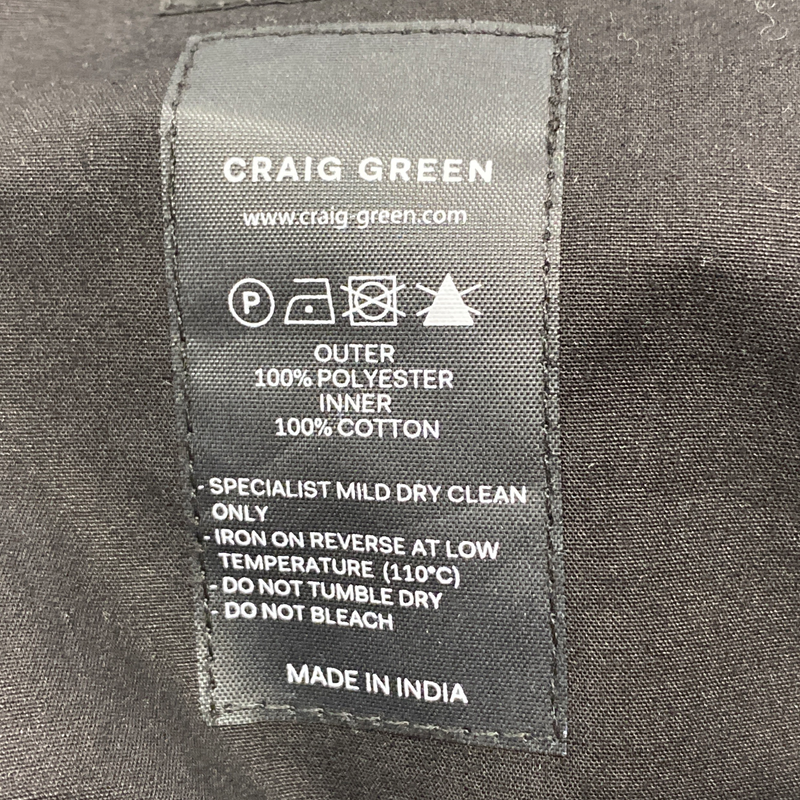 CRAIG GREEN
www.craig-green.com
P
OUTER
100% POLYESTER
INNER
100% COTTON
- SPECIALIST MILD DRY CLEAN
ONLY
- IRON ON REVERSE AT LOW
TEMPERATURE (110°C)
- DO NOT TUMBLE DRY
- DO NOT BLEACH
MADE IN INDIA